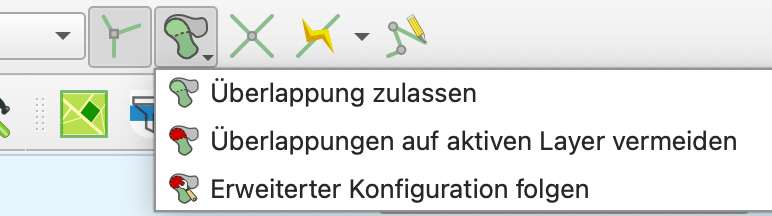 Überlappung zulassen
Überlappungen auf aktiven Layer vermeiden
Erweiterter Konfiguration folgen